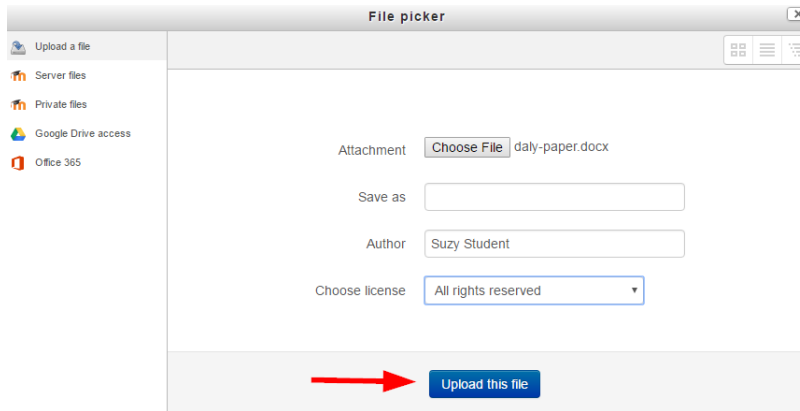 File picker
Upload a file
Server files
Private files
Google Drive access
Office 365
Attachment Choose File daly-paper.docx
Save as
Author Suzy Student
Choose license All rights reserved
Upload this file